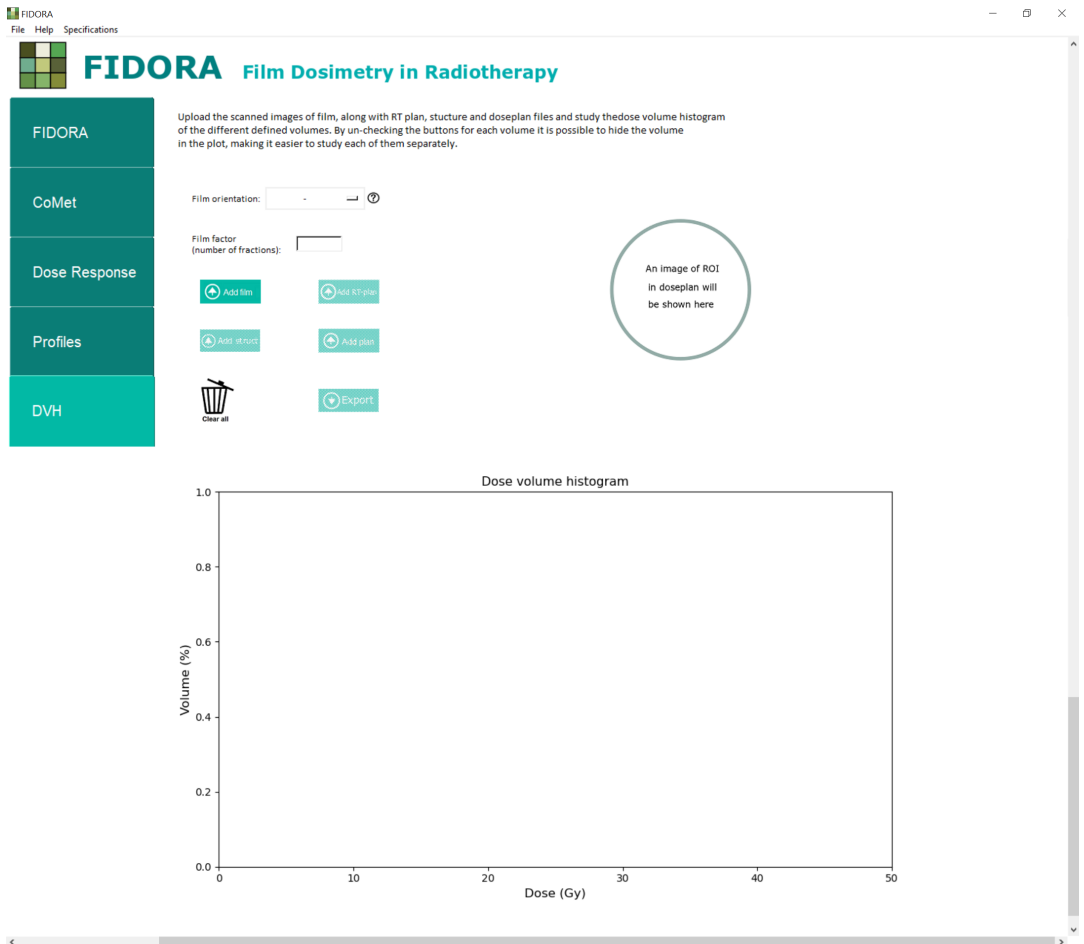 FIDORA
File Help Specifications
FIDORA Film Dosimetry in Radiotherapy
FIDORA
CoMet
Dose Response
Profiles
DVH
Upload the scanned images of film, along with RT plan, stucture and doseplan files and study thedose volume histogram
of the different defined volumes. By un-checking the buttons for each volume it is possible to hide the volume
in the plot, making it easier to study each of them separately.
Film orientation: - ?
Film factor
(number of fractions):
Add film Add RT-plan
Add struct Add plan
Clear all Export
An image of ROI
in doseplan will
be shown here
Dose volume histogram
Volume (%)
1.0
0.8
0.6
0.4
0.2
0.0
0 10 20 30 40 50
Dose (Gy)